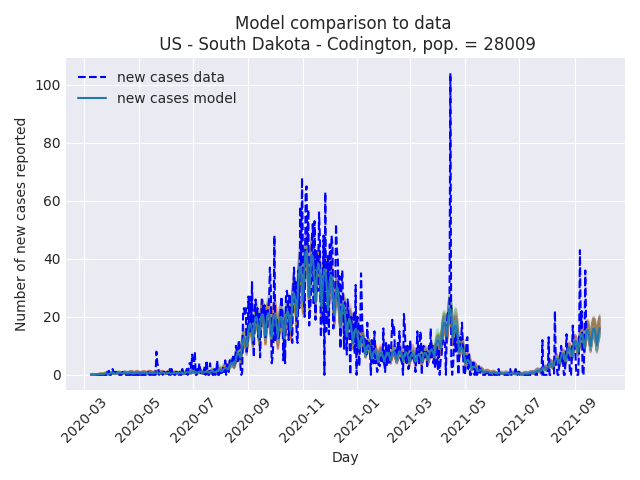 Model comparison to data
US - South Dakota - Codington, pop. = 28009
new cases data
new cases model
Number of new cases reported
100
80
60
40
20
0
2020-03
2020-05
2020-07
2020-09
2020-11
2021-01
2021-03
2021-05
2021-07
2021-09
Day